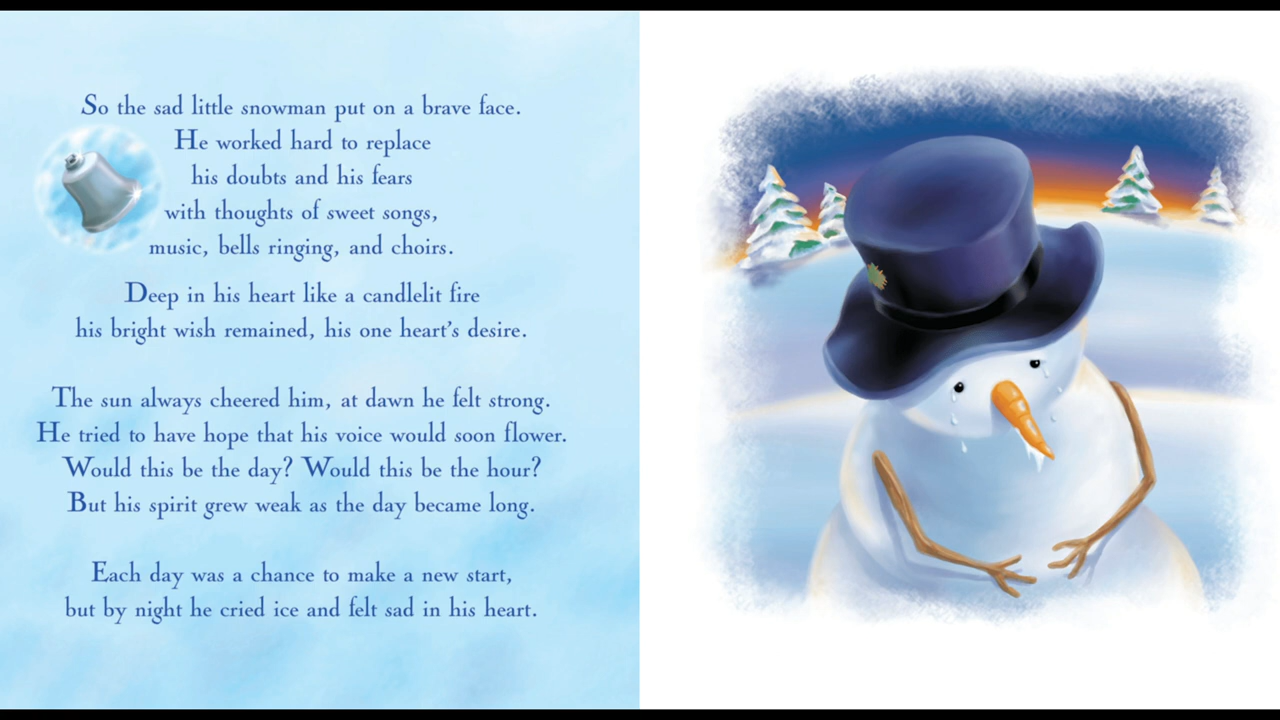 So the sad little snowman put on a brave face.
He worked hard to replace
his doubts and his fears
with thoughts of sweet songs,
music, bells ringing, and choirs.
Deep in his heart like a candlelit fire
his bright wish remained, his one heart's desire.
The sun always cheered him, at dawn he felt strong.
He tried to have hope that his voice would soon flower.
Would this be the day? Would this be the hour?
But his spirit grew weak as the day became long.
Each day was a chance to make a new start,
but by night he cried ice and felt sad in his heart.